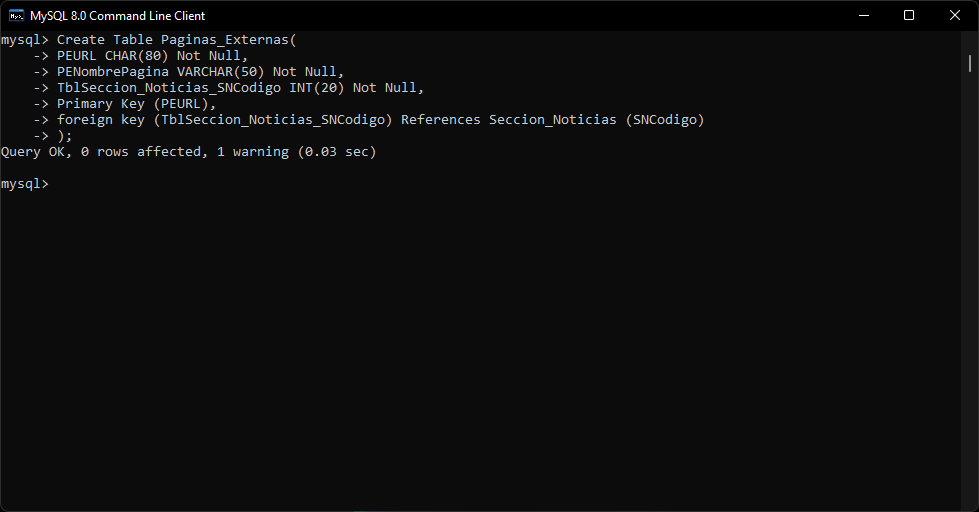 MySQL 8.0 Command Line Client
mysql> Create Table Paginas_Externas(
    -> PEURL CHAR(80) Not Null,
    -> PENombrePagina VARCHAR(50) Not Null,
    -> TblSeccion_Noticias_SNCodigo INT(20) Not Null,
    -> Primary Key (PEURL),
    -> foreign key (TblSeccion_Noticias_SNCodigo) References Seccion_Noticias (SNCodigo)
    -> );
Query OK, 0 rows affected, 1 warning (0.03 sec)
mysql>